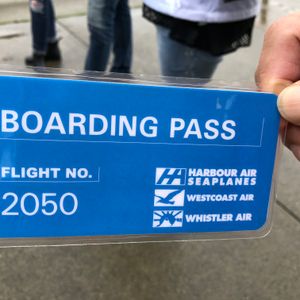 BOARDING PASS
FLIGHT NO.
2050
HARBOUR AIR
SEAPLANES
WESTCOAST AIR
WHISTLER AIR